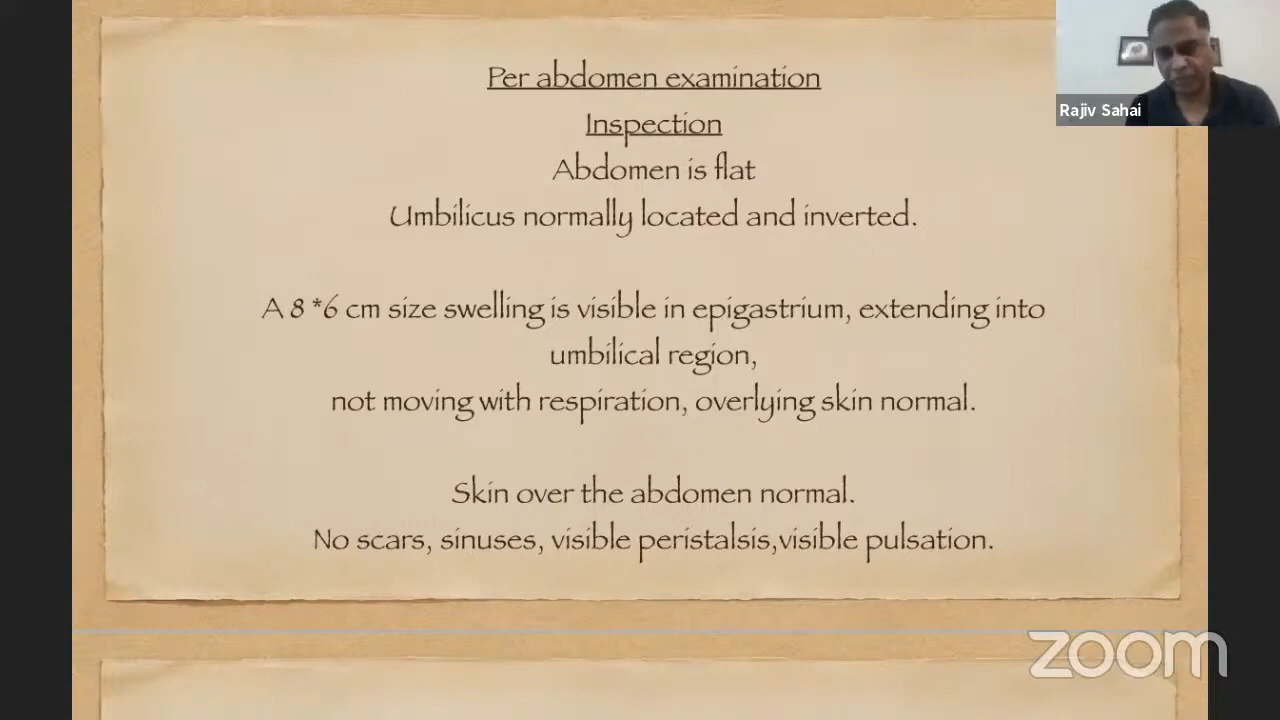 Per abdomen examination
Rajiv Sahai
Inspection
Abdomen is flat
Umbilicus normally located and inverted.
A 8 *6 cm size swelling is visible in epigastrium, extending into
umbilical region,
not moving with respiration, overlying skin normal.
Skin over the abdomen normal.
No scars, sinuses, visible peristalsis,visible pulsation.
zoom